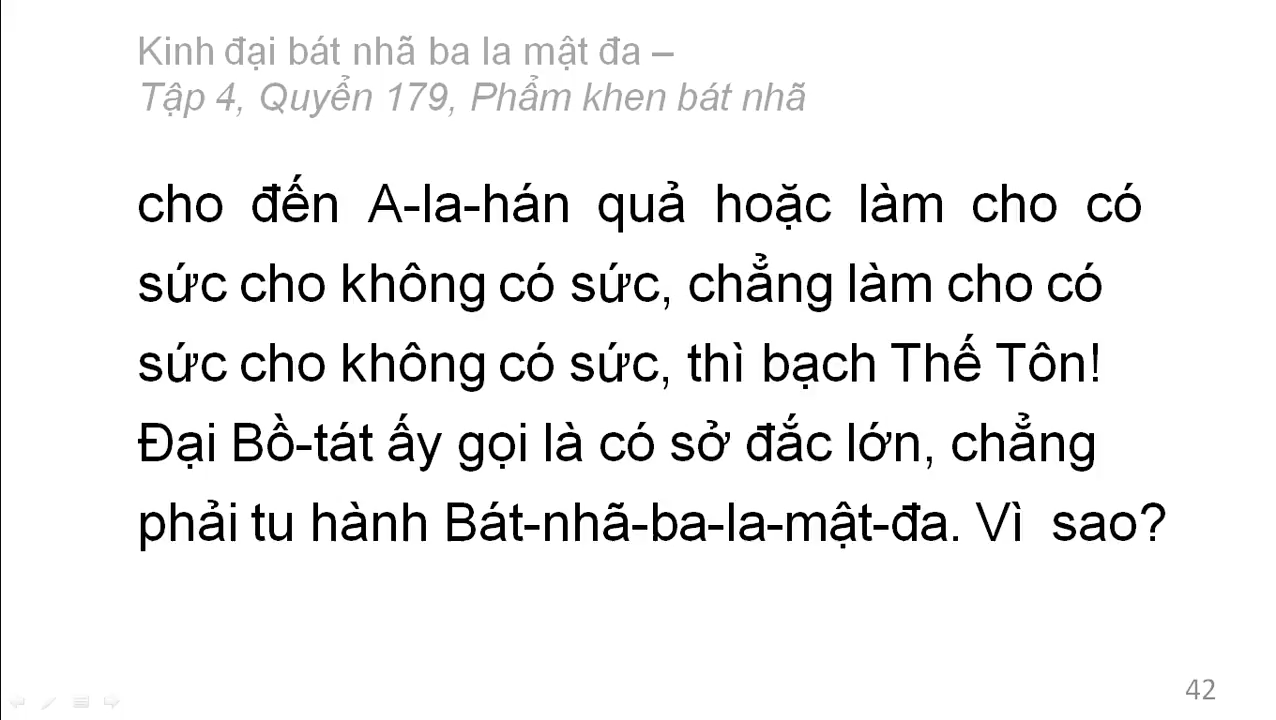 Kinh đại bát nhã ba la mật đa –
Tập 4, Quyển 179, Phẩm khen bát nhã
cho đến A-la-hán quả hoặc làm cho có
sức cho không có sức, chẳng làm cho có
sức cho không có sức, thì bạch Thế Tôn!
Đại Bồ-tát ấy gọi là có sở đắc lớn, chẳng
phải tu hành Bát-nhã-ba-la-mật-đa. Vì sao?
42